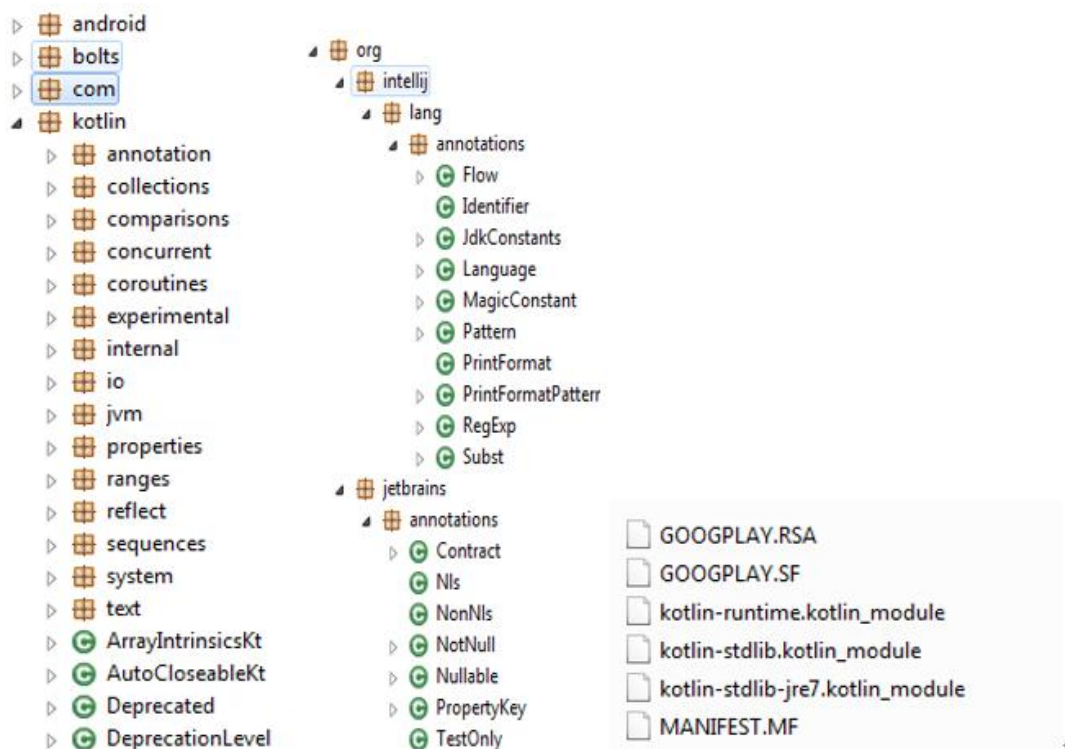 android
bolts
com
kotlin
annotation
collections
comparisons
concurrent
coroutines
experimental
internal
io
jvm
properties
ranges
reflect
sequences
system
text
ArrayIntrinsicsKt
AutoCloseableKt
Deprecated
DeprecationLevel
org
intellij
lang
annotations
Flow
Identifier
JdkConstants
Language
MagicConstant
Pattern
PrintFormat
PrintFormatPatterr
RegExp
Subst
jetbrains
annotations
Contract
Nls
NonNls
NotNull
Nullable
PropertyKey
TestOnly
GOOGPLAY.RSA
GOOGPLAY.SF
kotlin-runtime.kotlin_module
kotlin-stdlib.kotlin_module
kotlin-stdlib-jre7.kotlin_module
MANIFEST.MF